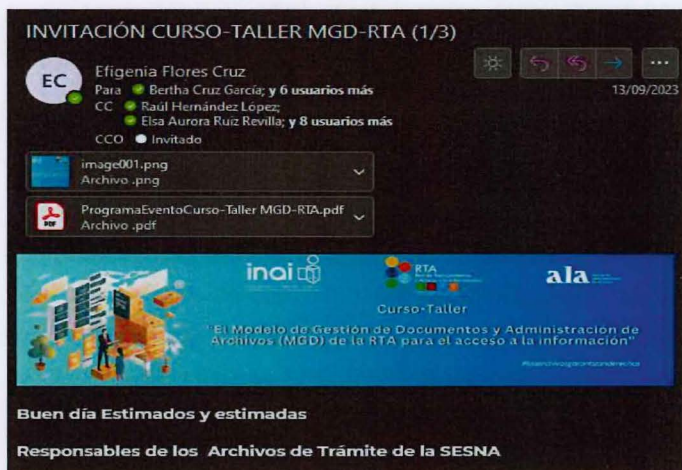 INVITACIÓN CURSO-TALLER MGD-RTA (1/3)
EC
Efigenia Flores Cruz
Para Bertha Cruz García; y 6 usuarios más
13/09/2023
CC Raúl Hernández López;
Elsa Aurora Ruiz Revilla; y 8 usuarios más
CCO Invitado
image001.png
Archivo .png
ProgramaEventoCurso-Taller MGD-RTA.pdf
Archivo .pdf
PDF
inai
RTA
ala
Curso-Taller
"El Modelo de Gestión de Documentos y Administración de
Archivos (MGD) de la RTA para el acceso a la información"
Buen día Estimados y estimadas
Responsables de los Archivos de Trámite de la SESNA